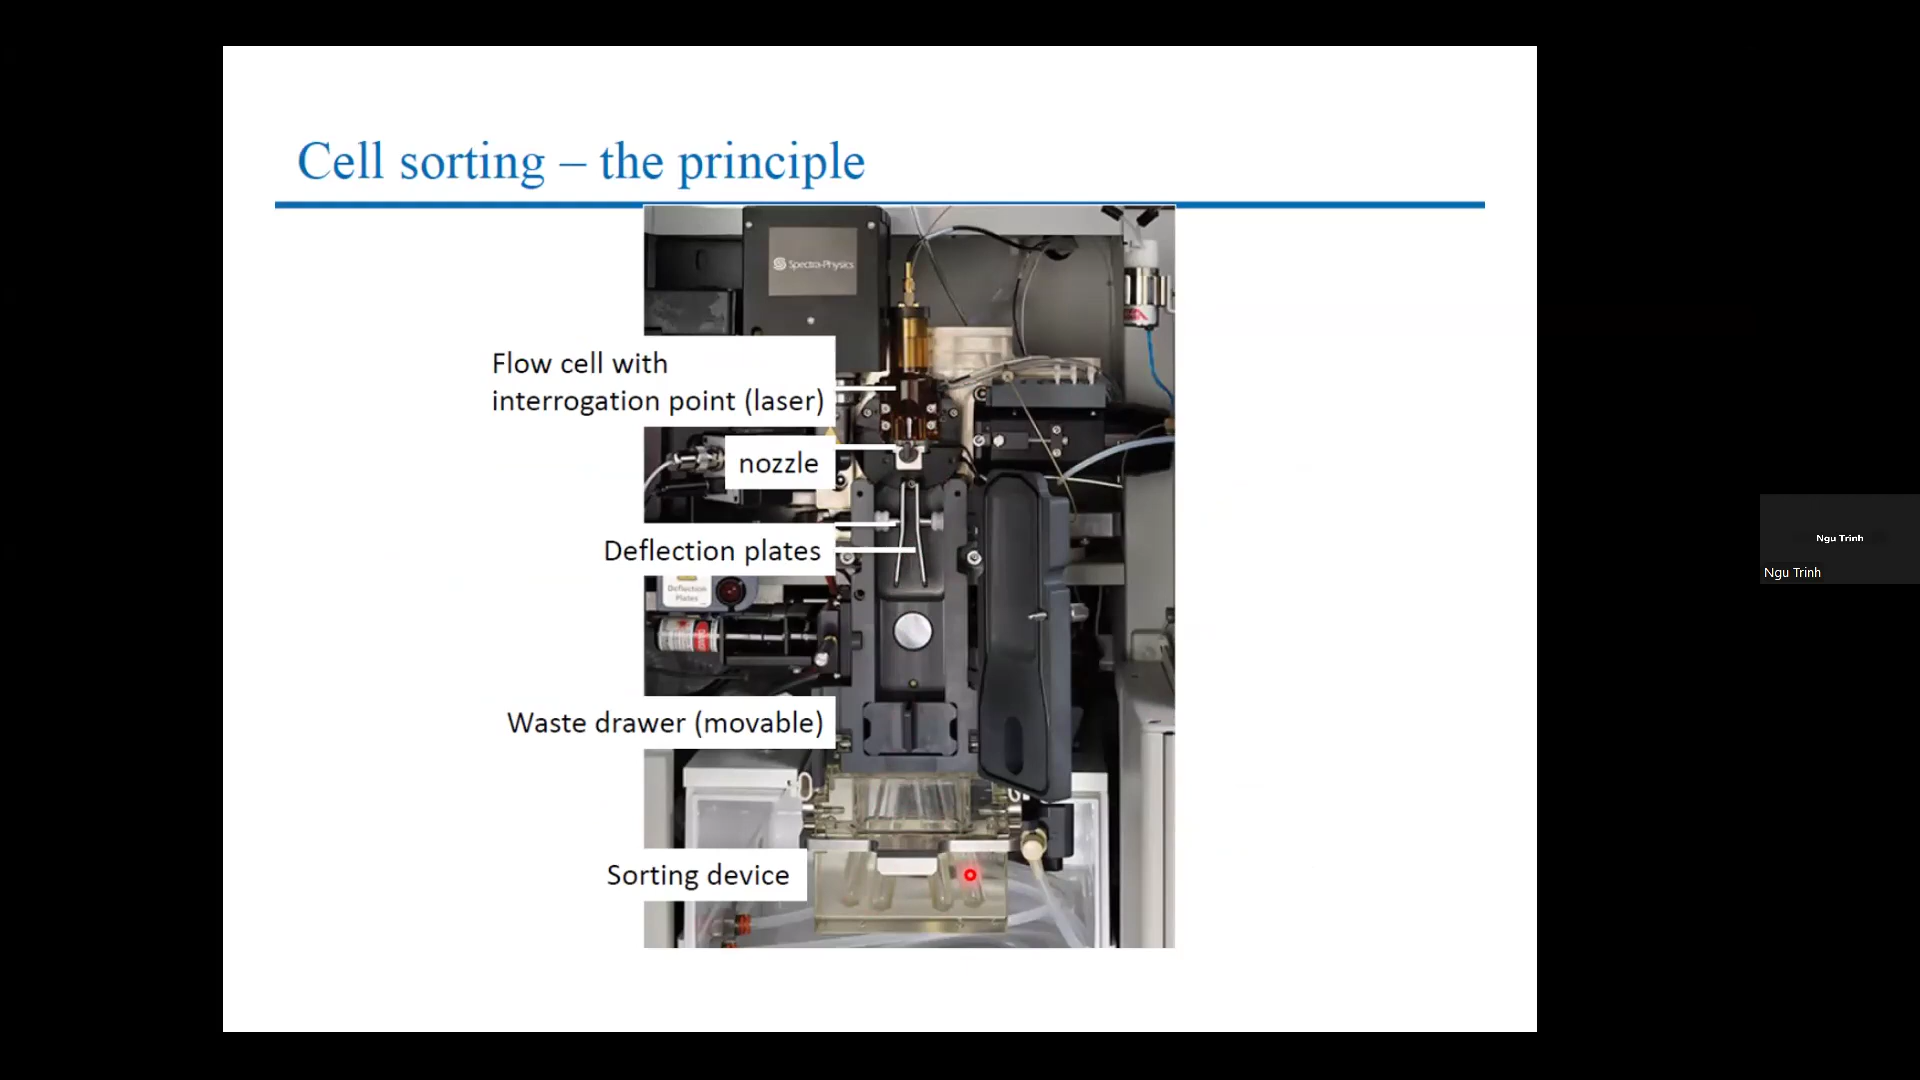 Cell sorting – the principle
Spectra-Physics
Flow cell with
interrogation point (laser)
nozzle
Deflection plates
Deflection
Plates
Waste drawer (movable)
Sorting device
Ngu Trinh
Ngu Trinh